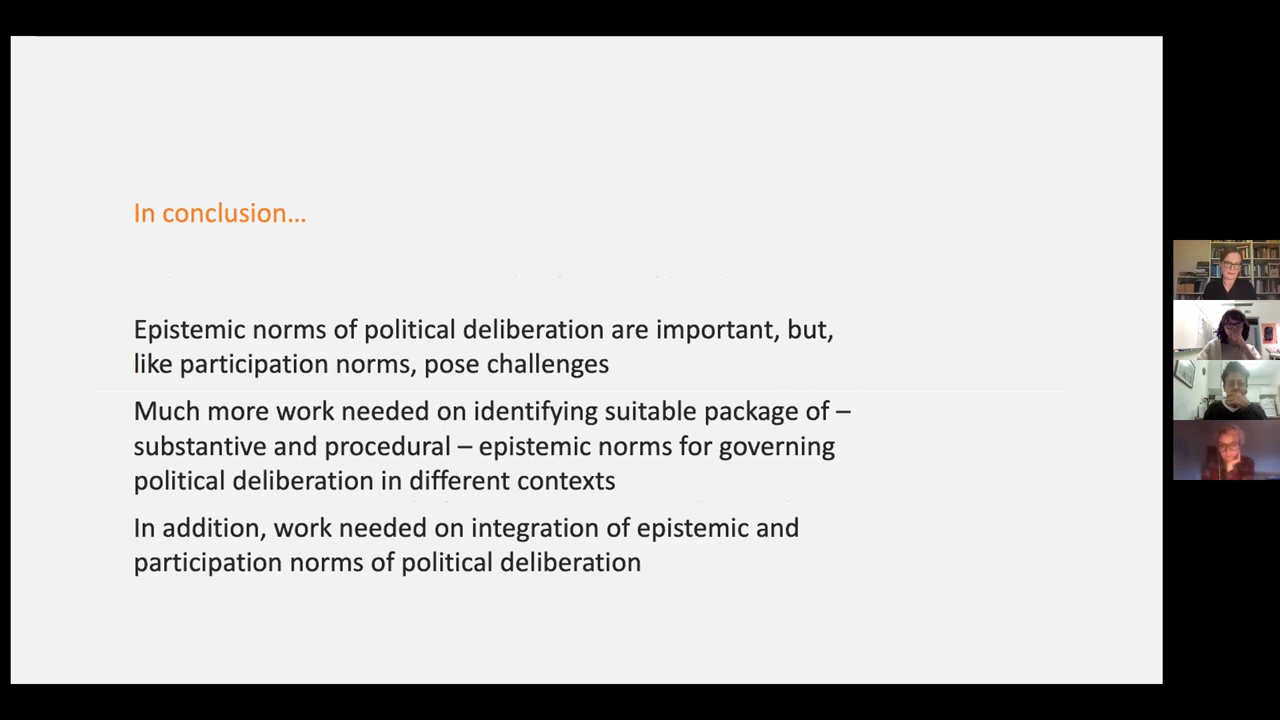 In conclusion…
Epistemic norms of political deliberation are important, but,
like participation norms, pose challenges
Much more work needed on identifying suitable package of –
substantive and procedural – epistemic norms for governing
political deliberation in different contexts
In addition, work needed on integration of epistemic and
participation norms of political deliberation